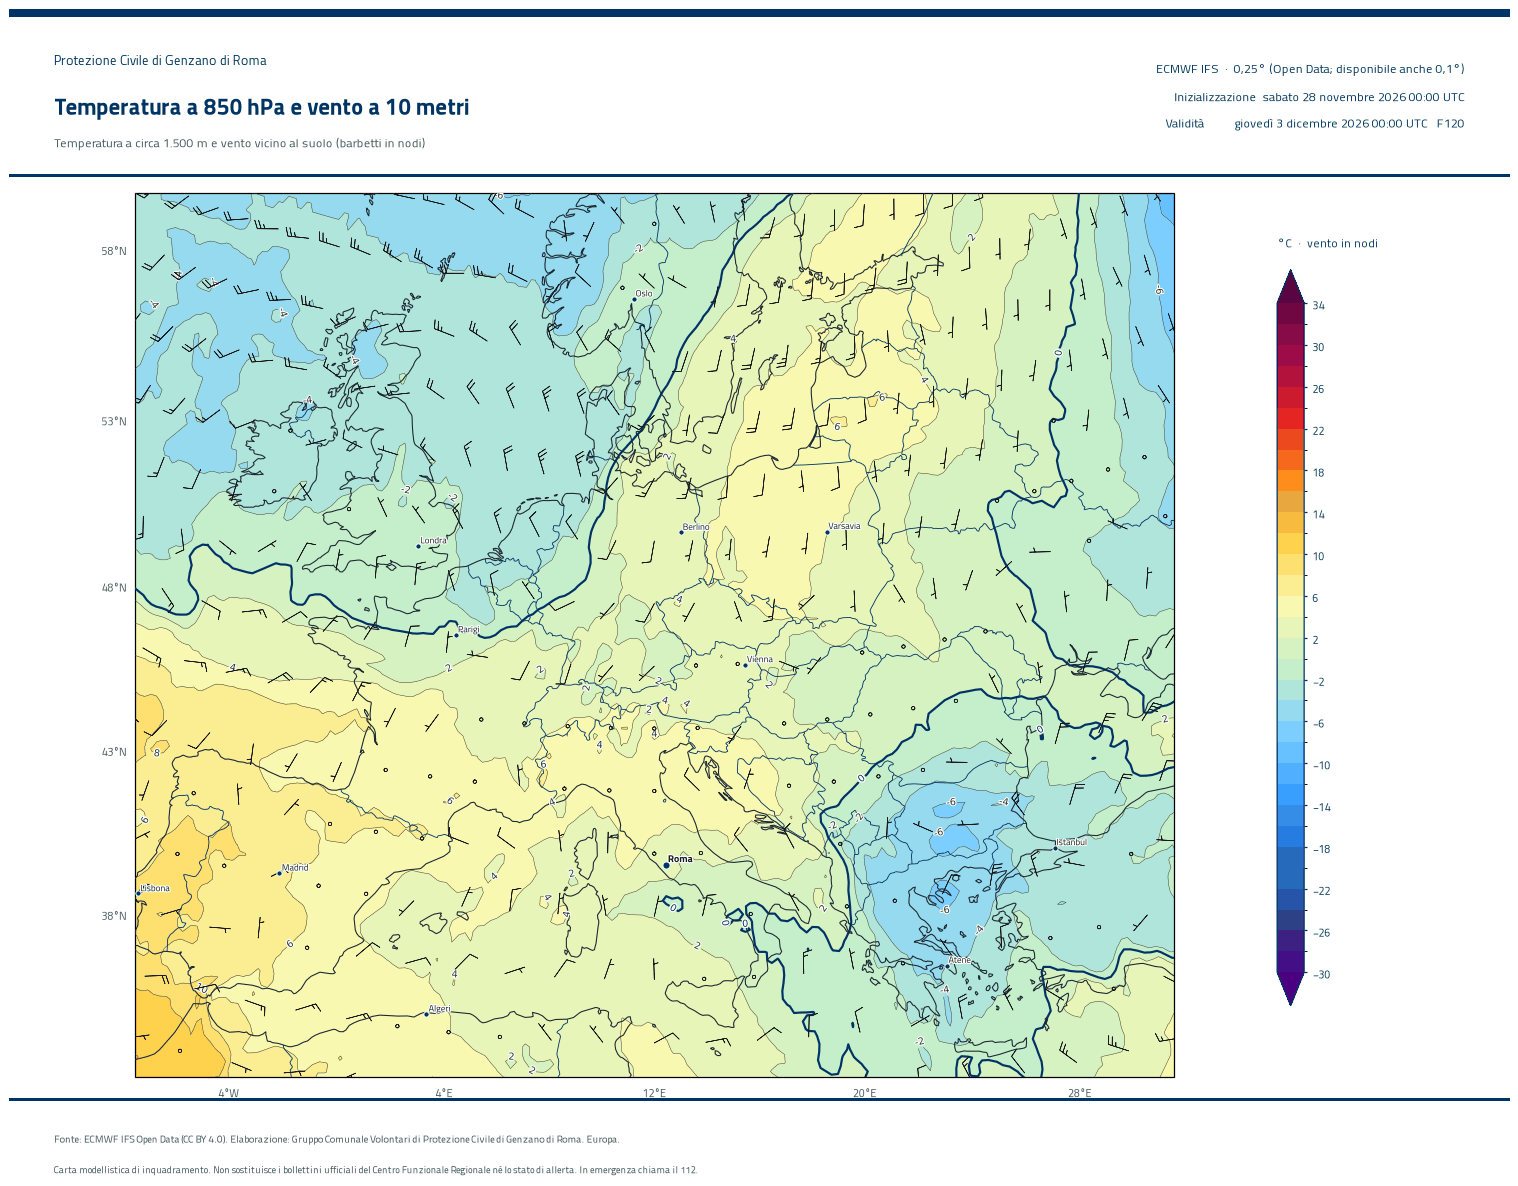 Protezione Civile di Genzano di Roma
Temperatura a 850 hPa e vento a 10 metri
Temperatura a circa 1.500 m e vento vicino al suolo (barbetti in nodi)
ECMWF IFS · 0,25° (Open Data; disponibile anche 0,1°)
Inizializzazione sabato 28 novembre 2026 00:00 UTC
Validità giovedì 3 dicembre 2026 00:00 UTC F120
°C · vento in nodi
34
30
26
22
18
14
10
6
2
−2
−6
−10
−14
−18
−22
−26
−30
58°N
53°N
48°N
43°N
38°N
4°W
4°E
12°E
20°E
28°E
Oslo
Londra
Berlino
Varsavia
Parigi
Vienna
Madrid
Lisbona
Roma
Istanbul
Atene
Algeri
Fonte: ECMWF IFS Open Data (CC BY 4.0). Elaborazione: Gruppo Comunale Volontari di Protezione Civile di Genzano di Roma. Europa.
Carta modellistica di inquadramento. Non sostituisce i bollettini ufficiali del Centro Funzionale Regionale né lo stato di allerta. In emergenza chiama il 112.